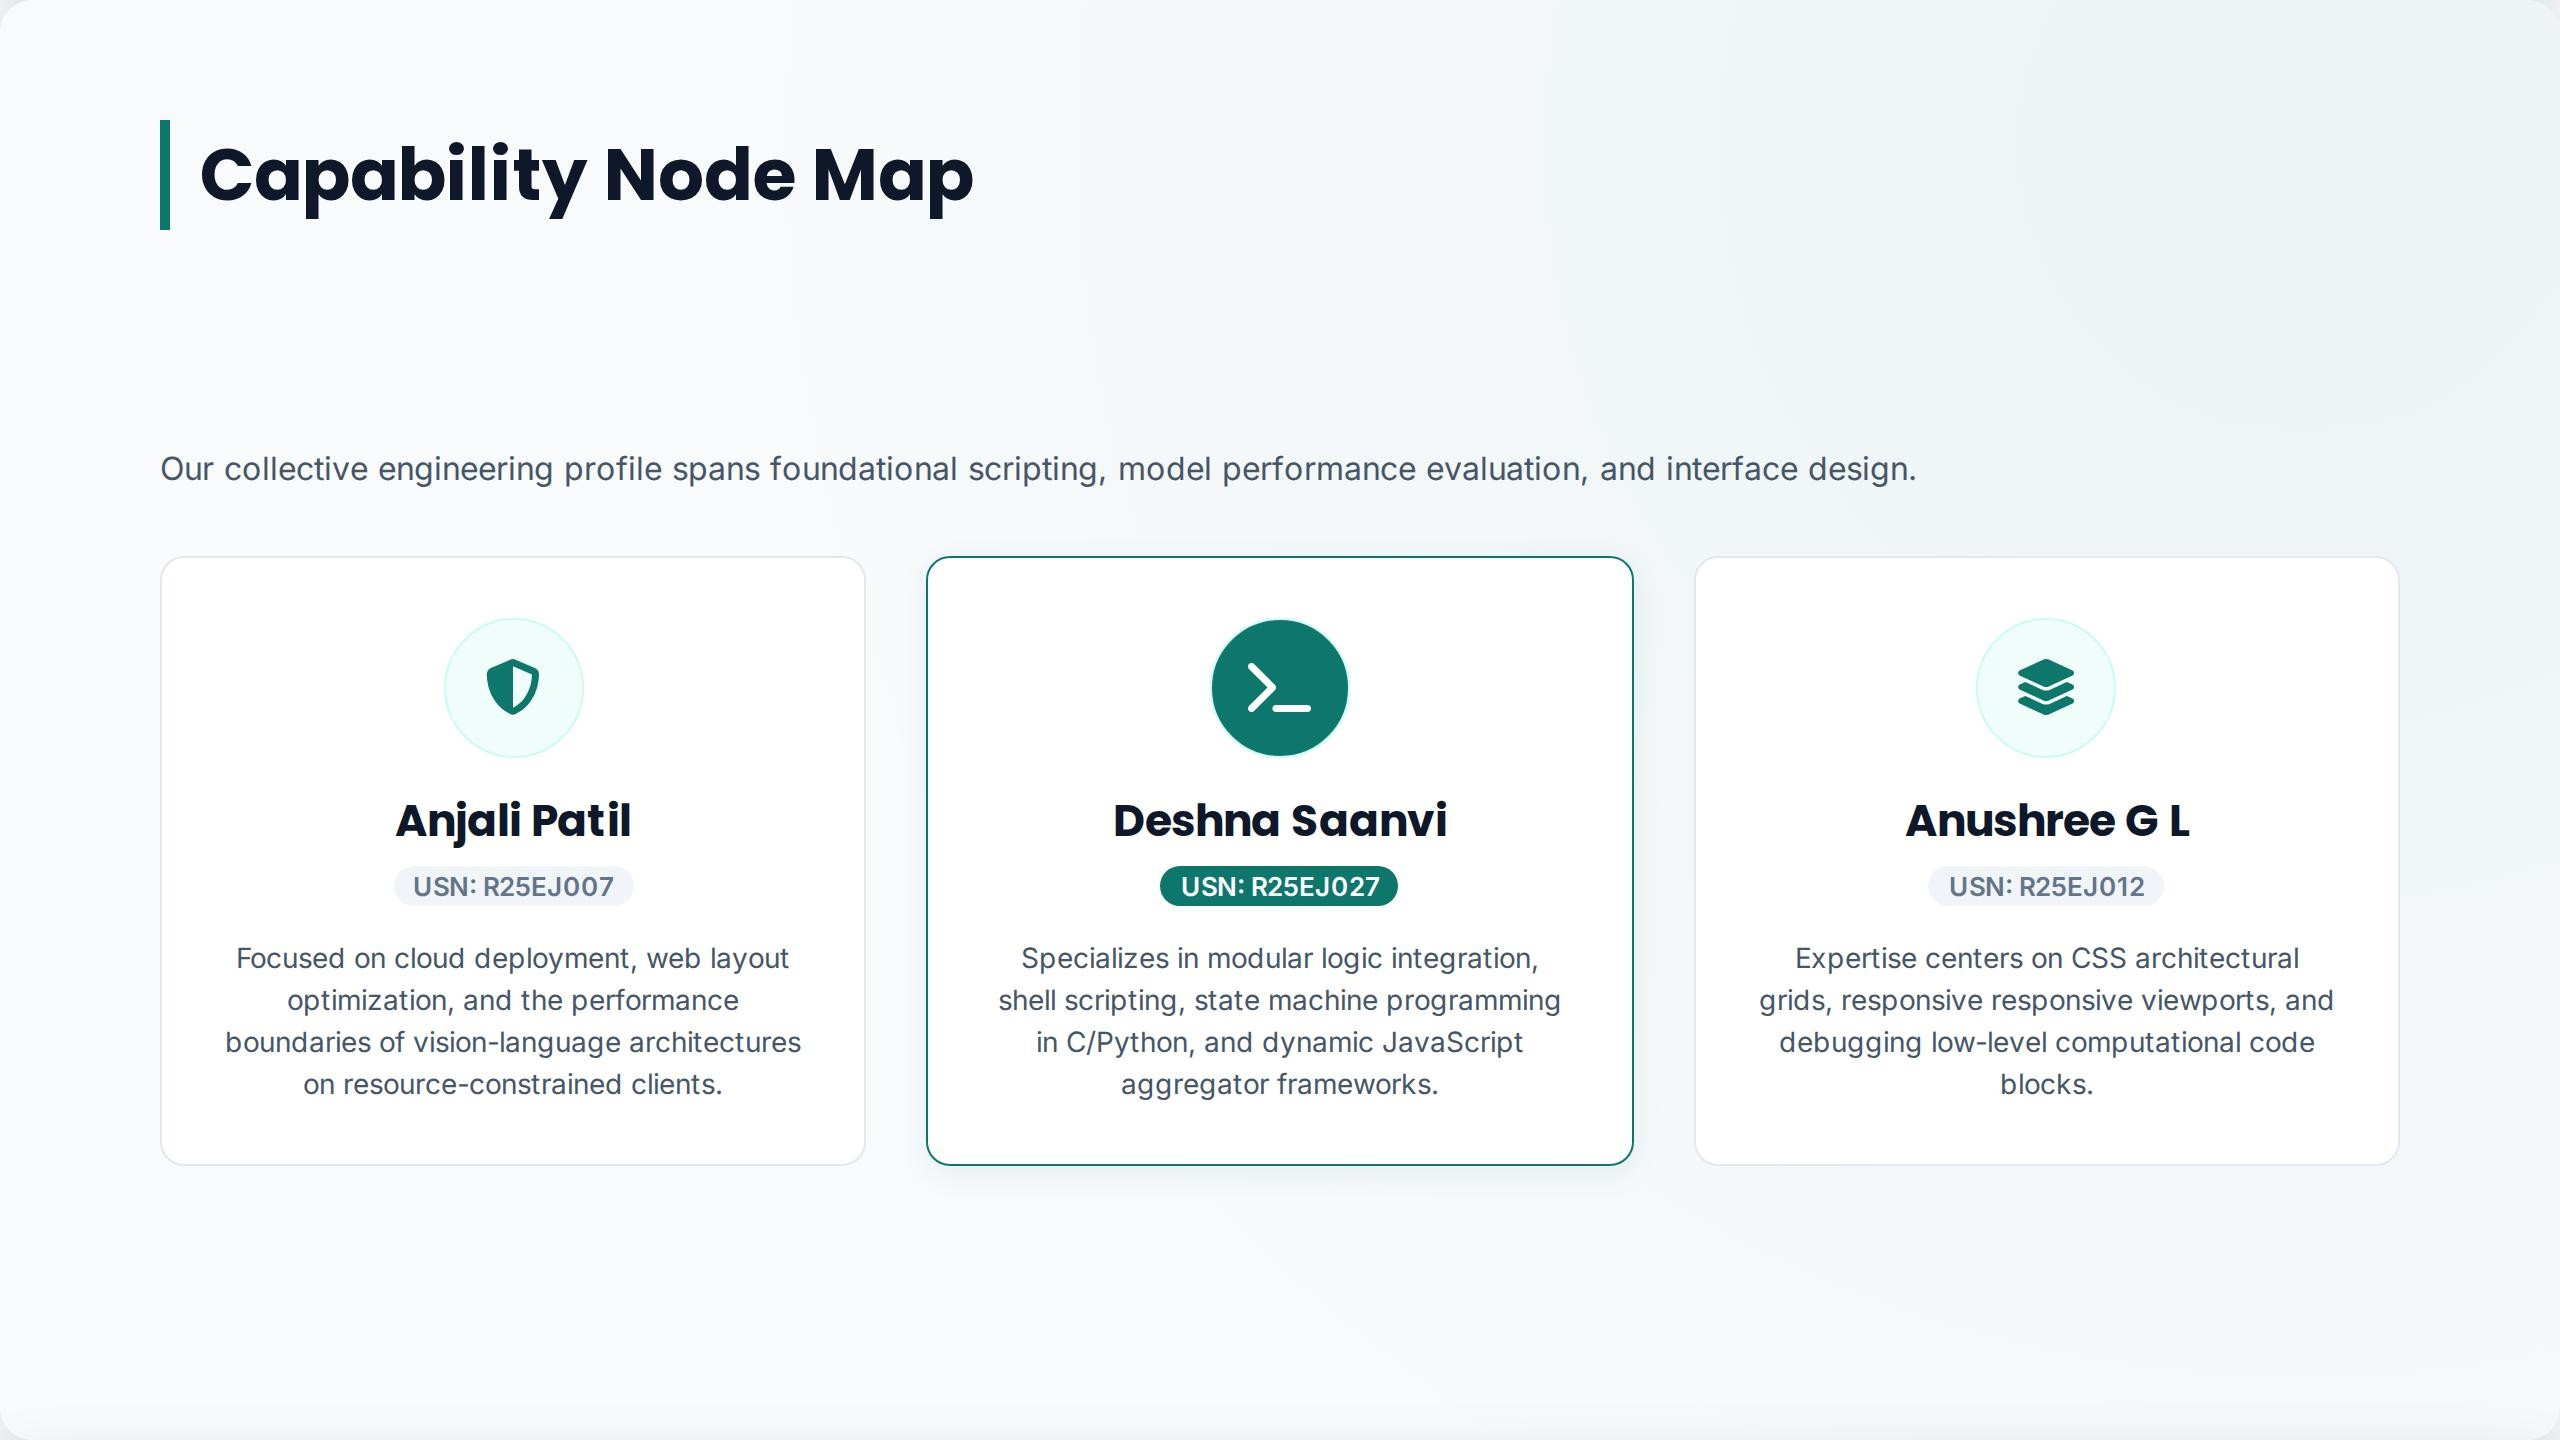 Capability Node Map
Our collective engineering profile spans foundational scripting, model performance evaluation, and interface design.
Anjali Patil
USN: R25EJ007
Focused on cloud deployment, web layout
optimization, and the performance
boundaries of vision-language architectures
on resource-constrained clients.
Deshna Saanvi
USN: R25EJ027
Specializes in modular logic integration,
shell scripting, state machine programming
in C/Python, and dynamic JavaScript
aggregator frameworks.
Anushree G L
USN: R25EJ012
Expertise centers on CSS architectural
grids, responsive responsive viewports, and
debugging low-level computational code
blocks.